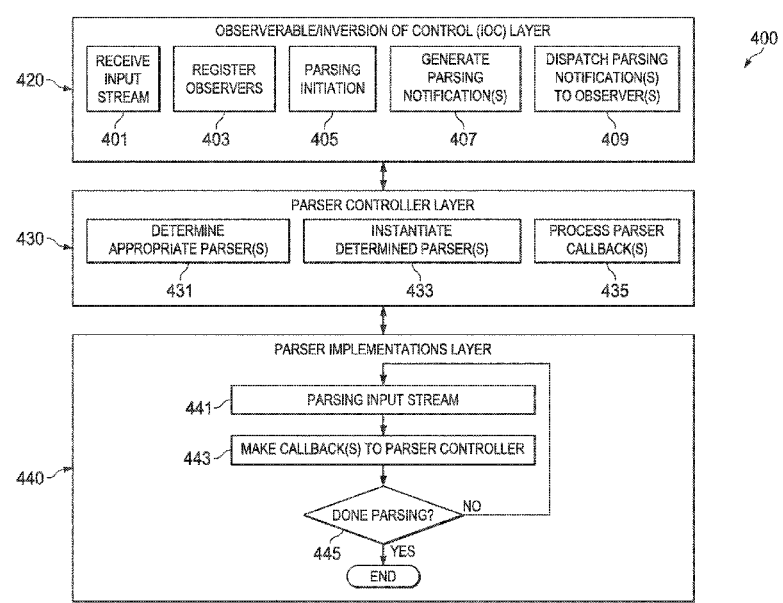 OBSERVERABLE/INVERSION OF CONTROL (IOC) LAYER
400
420
RECEIVE
INPUT
STREAM
401
REGISTER
OBSERVERS
403
PARSING
INITIATION
405
GENERATE
PARSING
NOTIFICATION(S)
407
DISPATCH PARSING
NOTIFICATION(S)
TO OBSERVER(S)
409
PARSER CONTROLLER LAYER
430
DETERMINE
APPROPRIATE PARSER(S)
431
INSTANTIATE
DETERMINED PARSER(S)
433
PROCESS PARSER
CALLBACK(S)
435
PARSER IMPLEMENTATIONS LAYER
440
441
PARSING INPUT STREAM
443
MAKE CALLBACK(S) TO PARSER CONTROLLER
DONE PARSING?
NO
445
YES
END